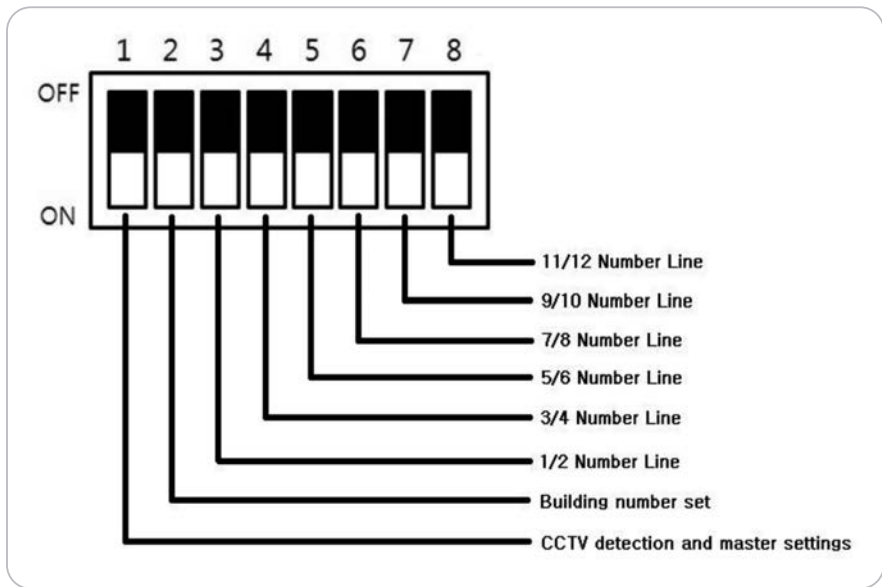 1 2 3 4 5 6 7 8
OFF
ON
11/12 Number Line
9/10 Number Line
7/8 Number Line
5/6 Number Line
3/4 Number Line
1/2 Number Line
Building number set
CCTV detection and master settings